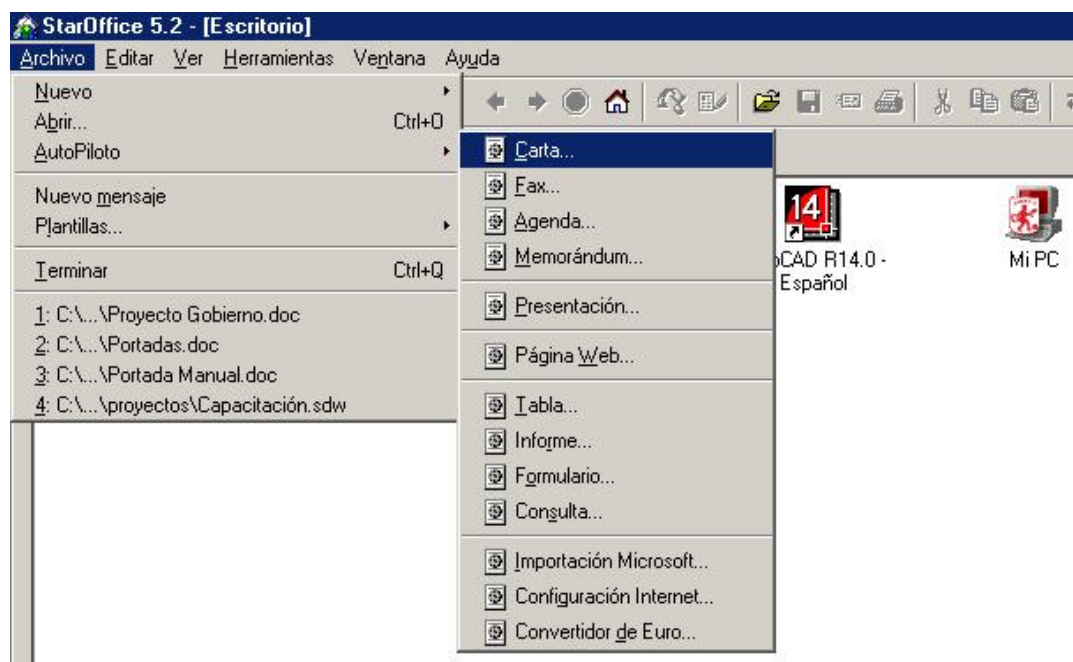 StarOffice 5.2 - [Escritorio]
Archivo Editar Ver Herramientas Ventana Ayuda
Nuevo
Abrir... Ctrl+O
AutoPiloto
Nuevo mensaje
Plantillas...
Terminar Ctrl+Q
1: C:\...\Proyecto Gobierno.doc
2: C:\...\Portadas.doc
3: C:\...\Portada Manual.doc
4: C:\...\proyectos\Capacitación.sdw
Carta...
Fax...
Agenda...
Memorándum...
Presentación...
Página Web...
Tabla...
Informe...
Formulario...
Consulta...
Importación Microsoft...
Configuración Internet...
Convertidor de Euro...
14
CAD R14.0 -
Español
Mi PC